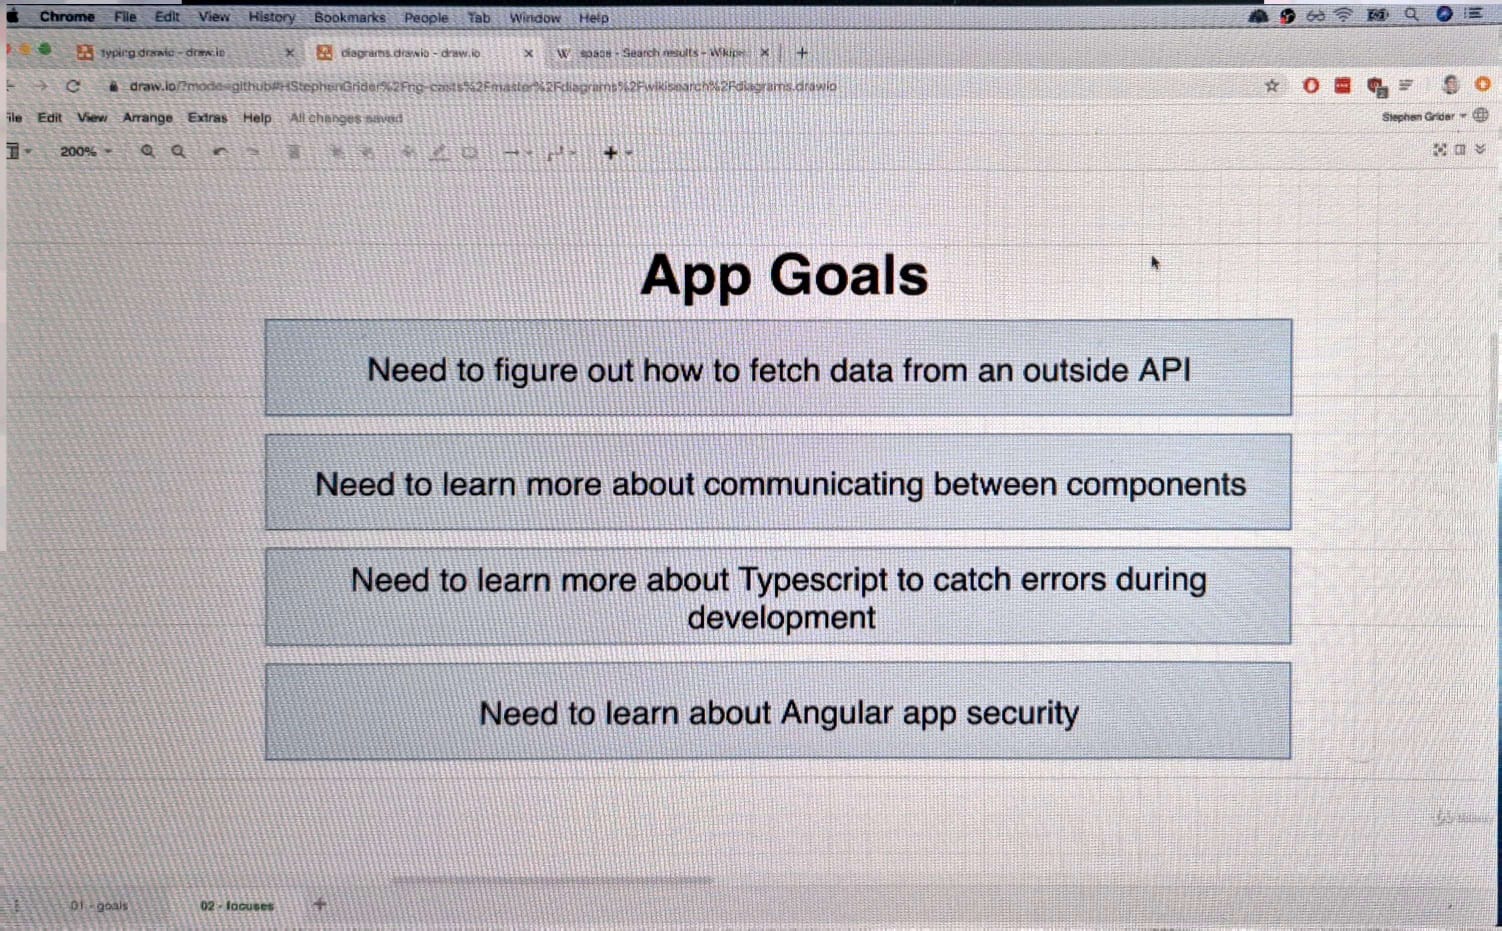 Chrome File Edit View History Bookmarks People Tab Window Help
typing.drawio - draw.io
diagrams.drawio - draw.io
W space - Search results - Wikipe
draw.io/?mode=github#HStephenGrider%2Fng-casts%2Fmaster%2Fdiagrams%2Fwikisearch%2Fdiagrams.drawio
ile Edit View Arrange Extras Help All changes saved
Stephen Grider
200%
App Goals
Need to figure out how to fetch data from an outside API
Need to learn more about communicating between components
Need to learn more about Typescript to catch errors during
development
Need to learn about Angular app security
01 - goals
02 - focuses